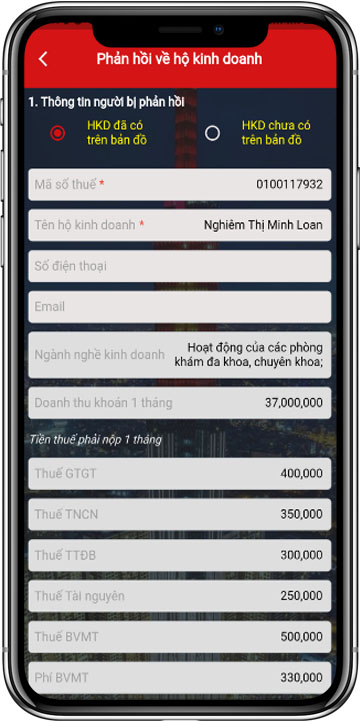 Phản hồi về hộ kinh doanh
1. Thông tin người bị phản hồi
HKD đã có
trên bản đồ
HKD chưa có
trên bản đồ
Mã số thuế * 0100117932
Tên hộ kinh doanh * Nghiêm Thị Minh Loan
Số điện thoại
Email
Ngành nghề kinh doanh
Hoạt động của các phòng
khám đa khoa, chuyên khoa;
Doanh thu khoán 1 tháng 37,000,000
Tiền thuế phải nộp 1 tháng
Thuế GTGT 400,000
Thuế TNCN 350,000
Thuế TTĐB 300,000
Thuế Tài nguyên 250,000
Thuế BVMT 500,000
Phí BVMT 330,000